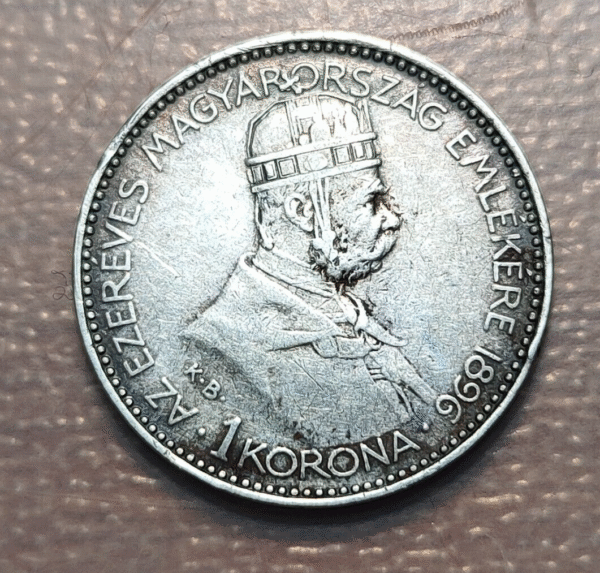 AZ EZERÉVES MAGYARORSZÁG EMLÉKÉRE 1896
K·B.
· 1 KORONA ·